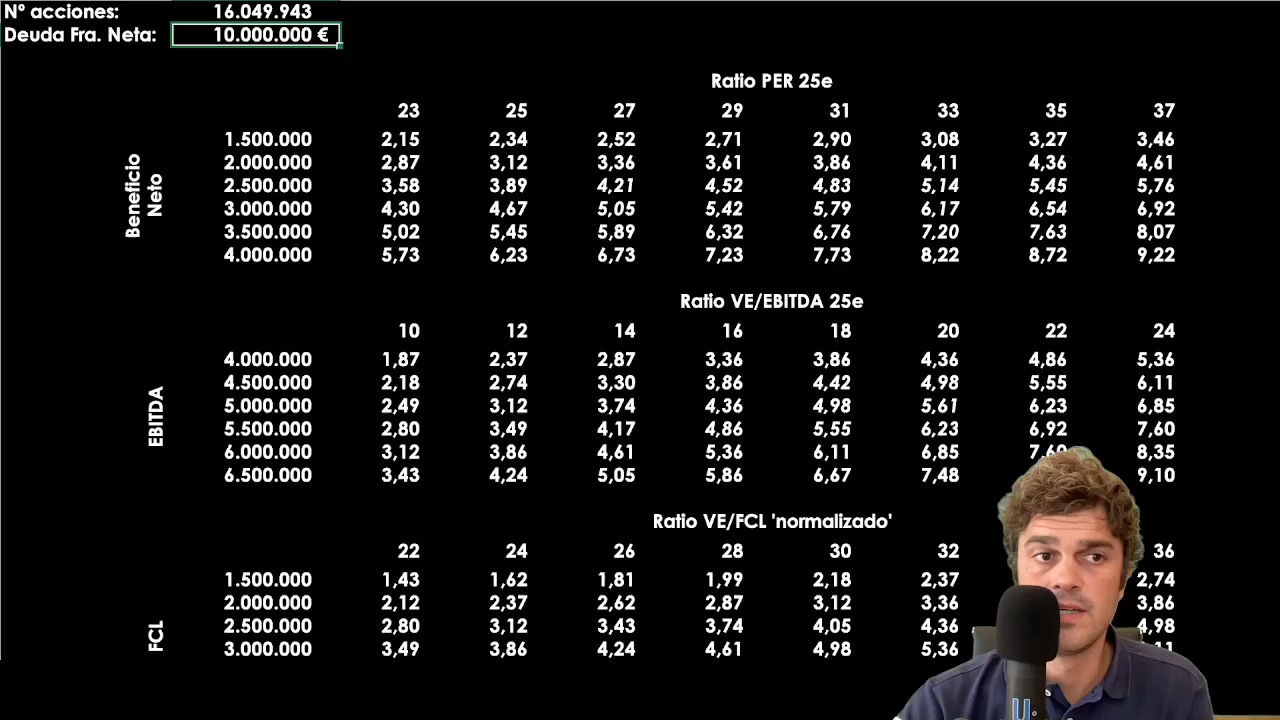 Nº acciones: 16.049.943
Deuda Fra. Neta: 10.000.000 €
Ratio PER 25e
23 25 27 29 31 33 35 37
Beneficio Neto
1.500.000 2,15 2,34 2,52 2,71 2,90 3,08 3,27 3,46
2.000.000 2,87 3,12 3,36 3,61 3,86 4,11 4,36 4,61
2.500.000 3,58 3,89 4,21 4,52 4,83 5,14 5,45 5,76
3.000.000 4,30 4,67 5,05 5,42 5,79 6,17 6,54 6,92
3.500.000 5,02 5,45 5,89 6,32 6,76 7,20 7,63 8,07
4.000.000 5,73 6,23 6,73 7,23 7,73 8,22 8,72 9,22
Ratio VE/EBITDA 25e
10 12 14 16 18 20 22 24
EBITDA
4.000.000 1,87 2,37 2,87 3,36 3,86 4,36 4,86 5,36
4.500.000 2,18 2,74 3,30 3,86 4,42 4,98 5,55 6,11
5.000.000 2,49 3,12 3,74 4,36 4,98 5,61 6,23 6,85
5.500.000 2,80 3,49 4,17 4,86 5,55 6,23 6,92 7,60
6.000.000 3,12 3,86 4,61 5,36 6,11 6,85 8,35
6.500.000 3,43 4,24 5,05 5,86 6,67 7,48 9,10
Ratio VE/FCL 'normalizado'
22 24 26 28 30 32 36
FCL
1.500.000 1,43 1,62 1,81 1,99 2,18 2,37 2,74
2.000.000 2,12 2,37 2,62 2,87 3,12 3,36 3,86
2.500.000 2,80 3,12 3,43 3,74 4,05 4,36 4,98
3.000.000 3,49 3,86 4,24 4,61 4,98 5,36